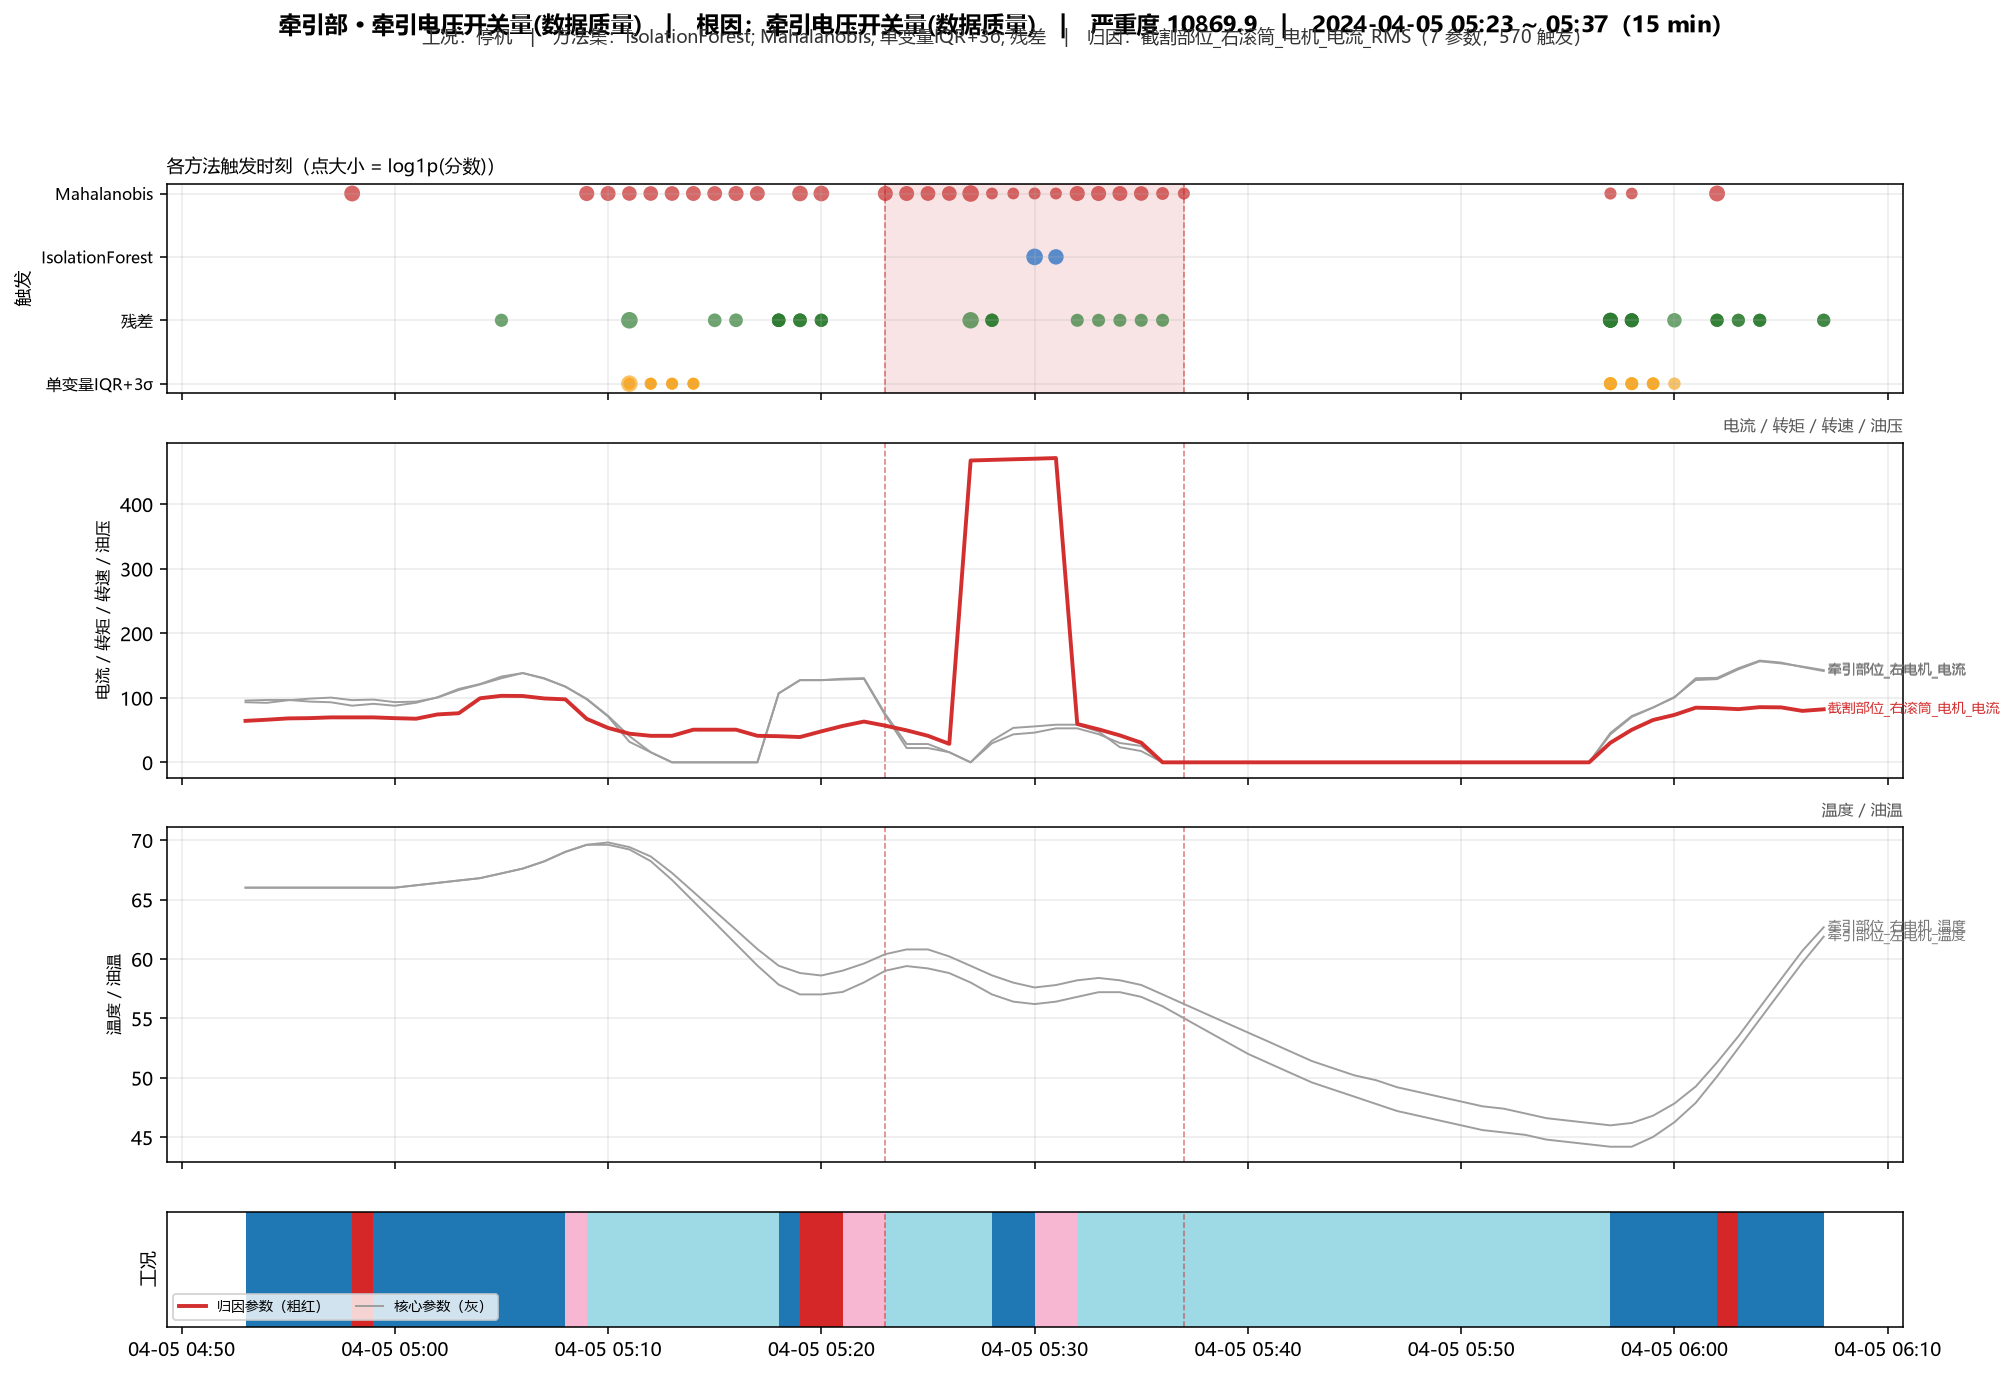 牵引部・牵引电压开关量(数据质量) | 根因：牵引电压开关量(数据质量) | 严重度 10869.9 | 2024-04-05 05:23 ~ 05:37（15 min）
工况：停机 | 方法集：IsolationForest; Mahalanobis; 单变量IQR+3σ; 残差 | 归因：截割部位_右滚筒_电机_电流_RMS（7 参数，570 触发）
各方法触发时刻（点大小 = log1p(分数)）
触发
Mahalanobis
IsolationForest
残差
单变量IQR+3σ
电流 / 转矩 / 转速 / 油压
电流 / 转矩 / 转速 / 油压
400
300
200
100
0
牵引部位_右电机_电流
截割部位_右滚筒_电机_电流
温度 / 油温
温度 / 油温
70
65
60
55
50
45
牵引部位_右电机_温度
牵引部位_左电机_温度
工况
归因参数（粗红）
核心参数（灰）
04-05 04:50
04-05 05:00
04-05 05:10
04-05 05:20
04-05 05:30
04-05 05:40
04-05 05:50
04-05 06:00
04-05 06:10